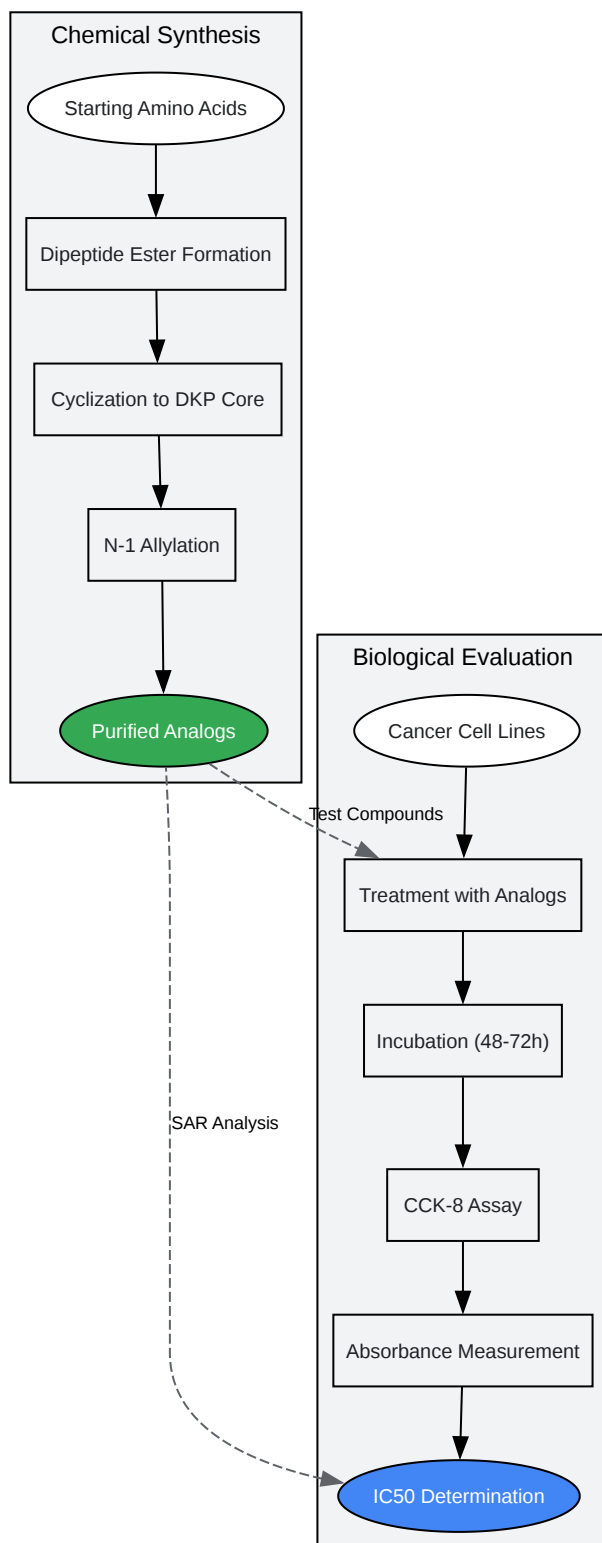 Chemical Synthesis
Starting Amino Acids
Dipeptide Ester Formation
Cyclization to DKP Core
N-1 Allylation
Purified Analogs
Biological Evaluation
Cancer Cell Lines
Test Compounds
Treatment with Analogs
Incubation (48-72h)
SAR Analysis
CCK-8 Assay
Absorbance Measurement
IC50 Determination